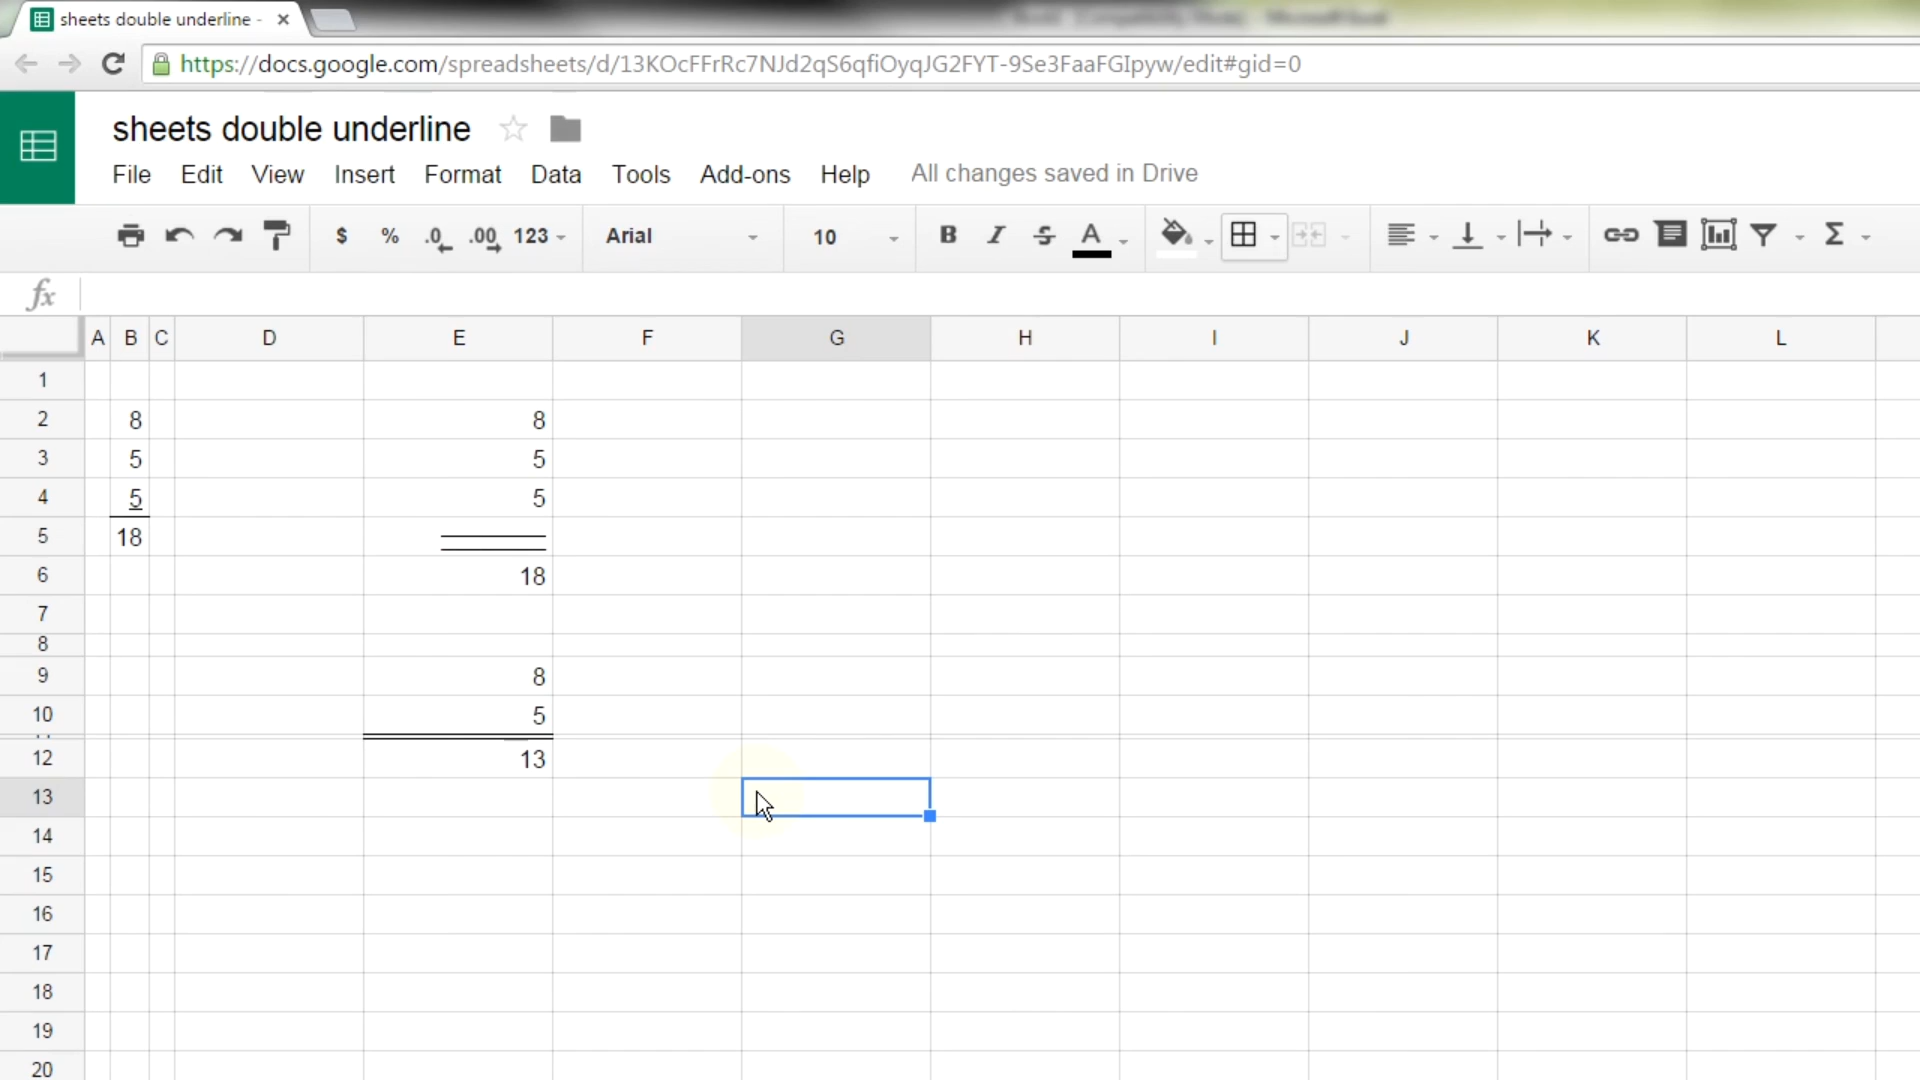 sheets double underline -
https://docs.google.com/spreadsheets/d/13KOcFFrRc7NJd2qS6qfiOyqJG2FYT-9Se3FaaFGIpyw/edit#gid=0
sheets double underline
File Edit View Insert Format Data Tools Add-ons Help All changes saved in Drive
$ % .0 .00 123 Arial 10 B I S A Σ
fx
A B C D E F G H I J K L
1
2 8 8
3 5 5
4 5 5
5 18
6 18
7
8
9 8
10 5
12 13
13
14
15
16
17
18
19
20